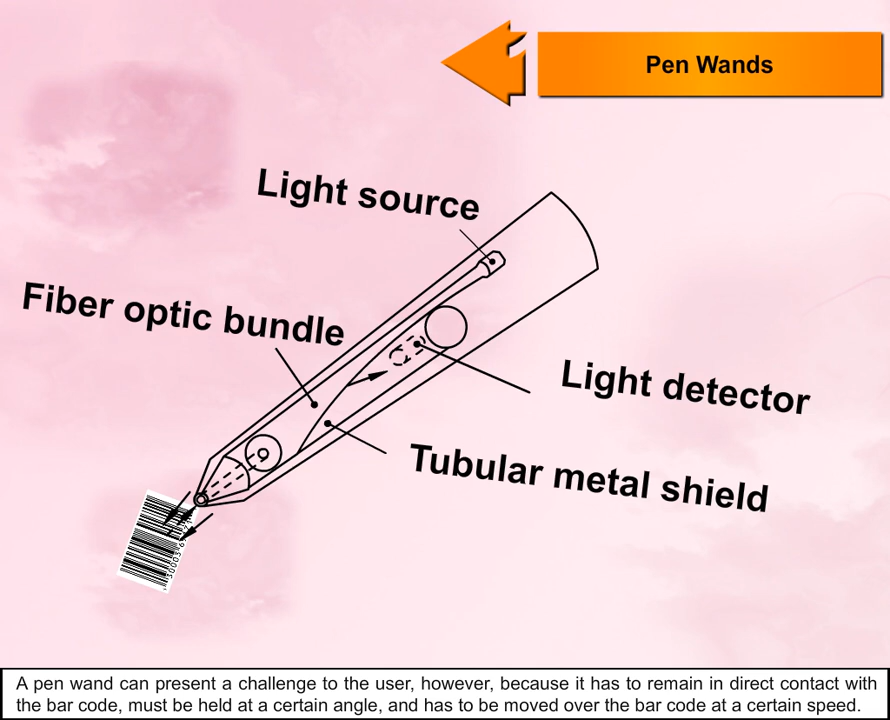 Pen Wands
Light source
Fiber optic bundle
Light detector
Tubular metal shield
A pen wand can present a challenge to the user, however, because it has to remain in direct contact with
the bar code, must be held at a certain angle, and has to be moved over the bar code at a certain speed.